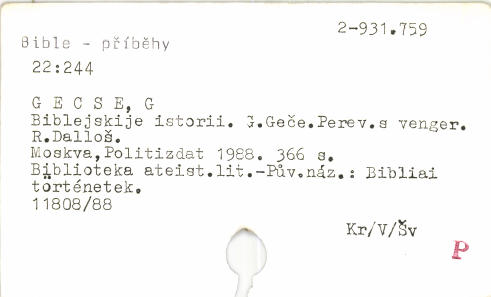 2-931.759
Bible - příběhy
22:244
G E C S E, G
Biblejskije istorii. G.Geče.Perev.s venger.
R.Dalloš.
Moskva,Politizdat 1988. 366 s.
Biblioteka ateist.lit.-Pův.náz.: Bibliai
történetek.
11808/88
Kr/V/Šv
P